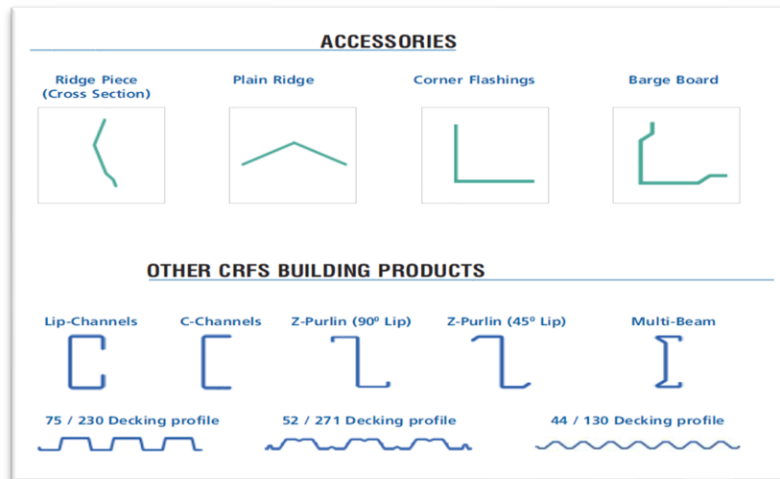 ACCESSORIES
Ridge Piece
(Cross Section)
Plain Ridge
Corner Flashings
Barge Board
OTHER CRFS BUILDING PRODUCTS
Lip-Channels
C-Channels
Z-Purlin (90º Lip)
Z-Purlin (45º Lip)
Multi-Beam
75 / 230 Decking profile
52 / 271 Decking profile
44 / 130 Decking profile